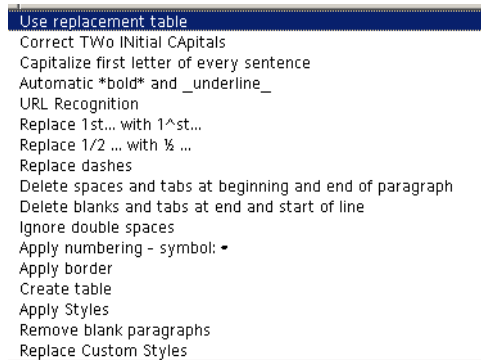 Use replacement table
Correct TWo INitial CApitals
Capitalize first letter of every sentence
Automatic *bold* and _underline_
URL Recognition
Replace 1st... with 1^st...
Replace 1/2 ... with ½ ...
Replace dashes
Delete spaces and tabs at beginning and end of paragraph
Delete blanks and tabs at end and start of line
Ignore double spaces
Apply numbering - symbol: •
Apply border
Create table
Apply Styles
Remove blank paragraphs
Replace Custom Styles